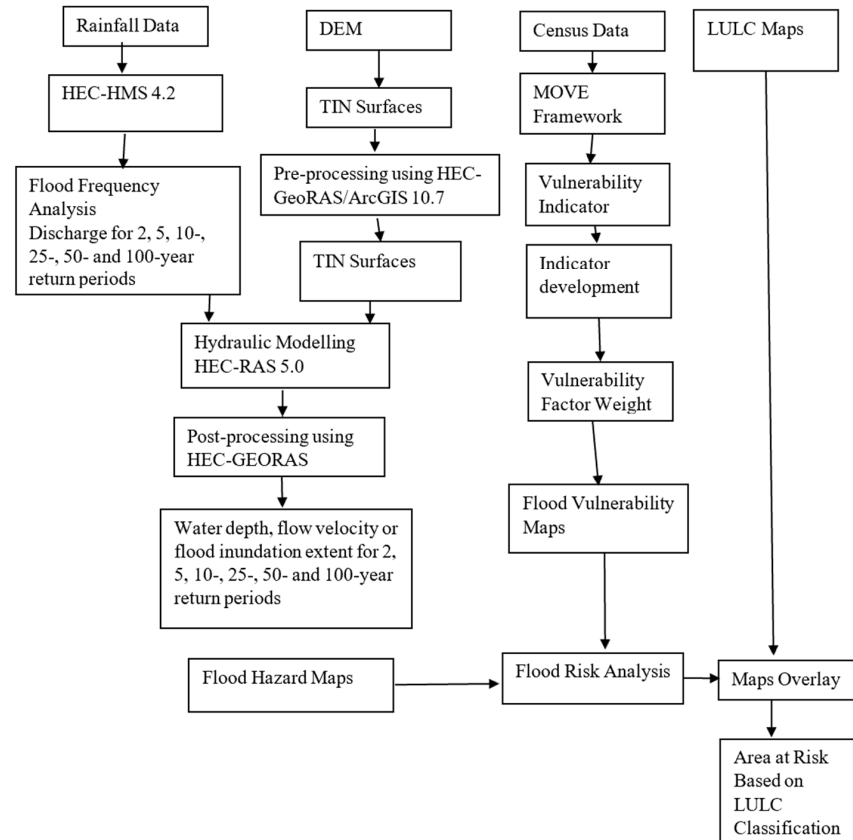 Rainfall Data
HEC-HMS 4.2
Flood Frequency
Analysis
Discharge for 2, 5, 10-,
25-, 50- and 100-year
return periods
DEM
TIN Surfaces
Pre-processing using HEC-
GeoRAS/ArcGIS 10.7
TIN Surfaces
Hydraulic Modelling
HEC-RAS 5.0
Post-processing using
HEC-GEORAS
Water depth, flow velocity or
flood inundation extent for 2,
5, 10-, 25-, 50- and 100-year
return periods
Census Data
MOVE
Framework
Vulnerability
Indicator
Indicator
development
Vulnerability
Factor Weight
Flood Vulnerability
Maps
LULC Maps
Flood Hazard Maps
Flood Risk Analysis
Maps Overlay
Area at Risk
Based on
LULC
Classification